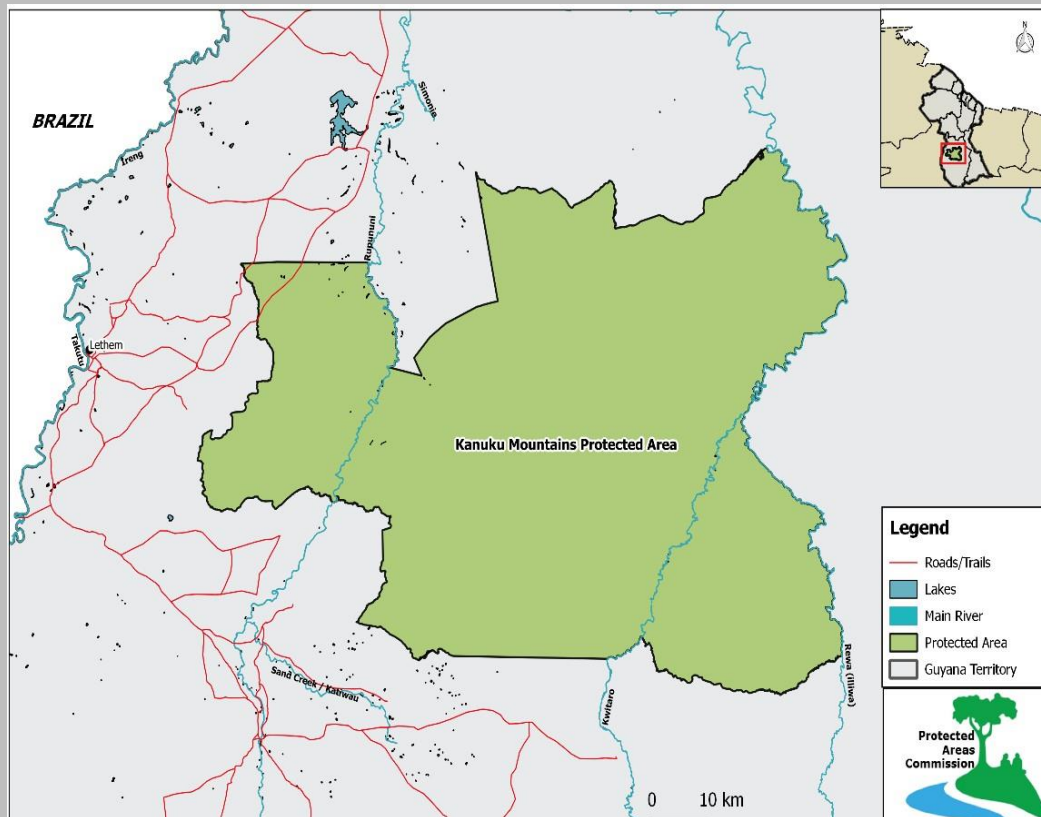 BRAZIL
N
Simonie
Ireng
Rupununi
Takutu
Lethem
Kanuku Mountains Protected Area
Sand Creek / Katiwau
Kwitaro
Rewa (Illiwa)
0 10 km
Legend
Roads/Trails
Lakes
Main River
Protected Area
Guyana Territory
Protected
Areas
Commission